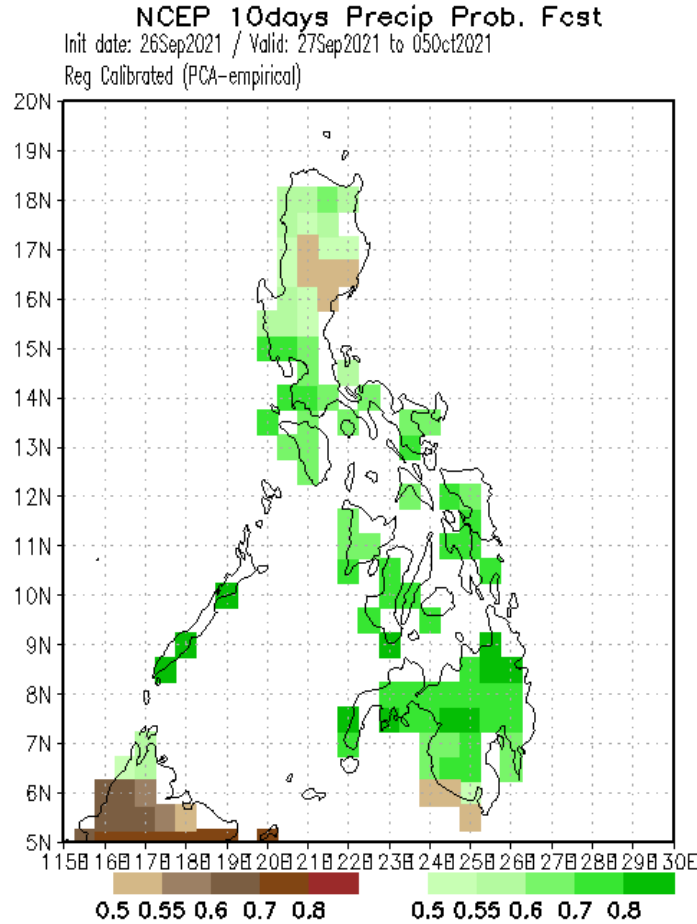 NCEP 10days Precip Prob. Fcst
Init date: 26Sep2021 / Valid: 27Sep2021 to 05Oct2021
Reg Calibrated (PCA-empirical)
20N
19N
18N
17N
16N
15N
14N
13N
12N
11N
10N
9N
8N
7N
6N
5N
115E 116E 117E 118E 119E 120E 121E 122E 123E 124E 125E 126E 127E 128E 129E 130E
0.5 0.55 0.6 0.7 0.8 0.5 0.55 0.6 0.7 0.8